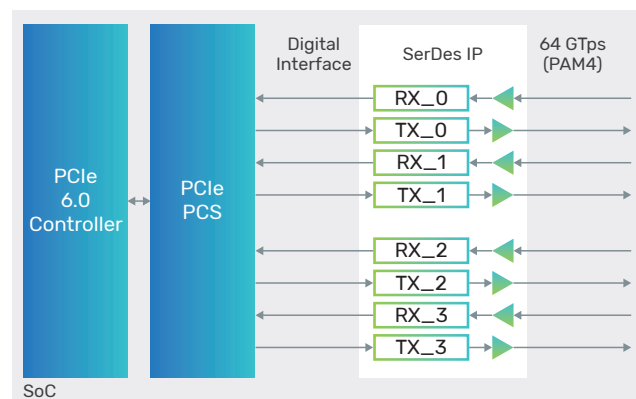 Digital
Interface
SerDes IP
64 GTps
(PAM4)
PCIe
6.0
Controller
PCIe
PCS
RX_0
TX_0
RX_1
TX_1
RX_2
TX_2
RX_3
TX_3
SoC